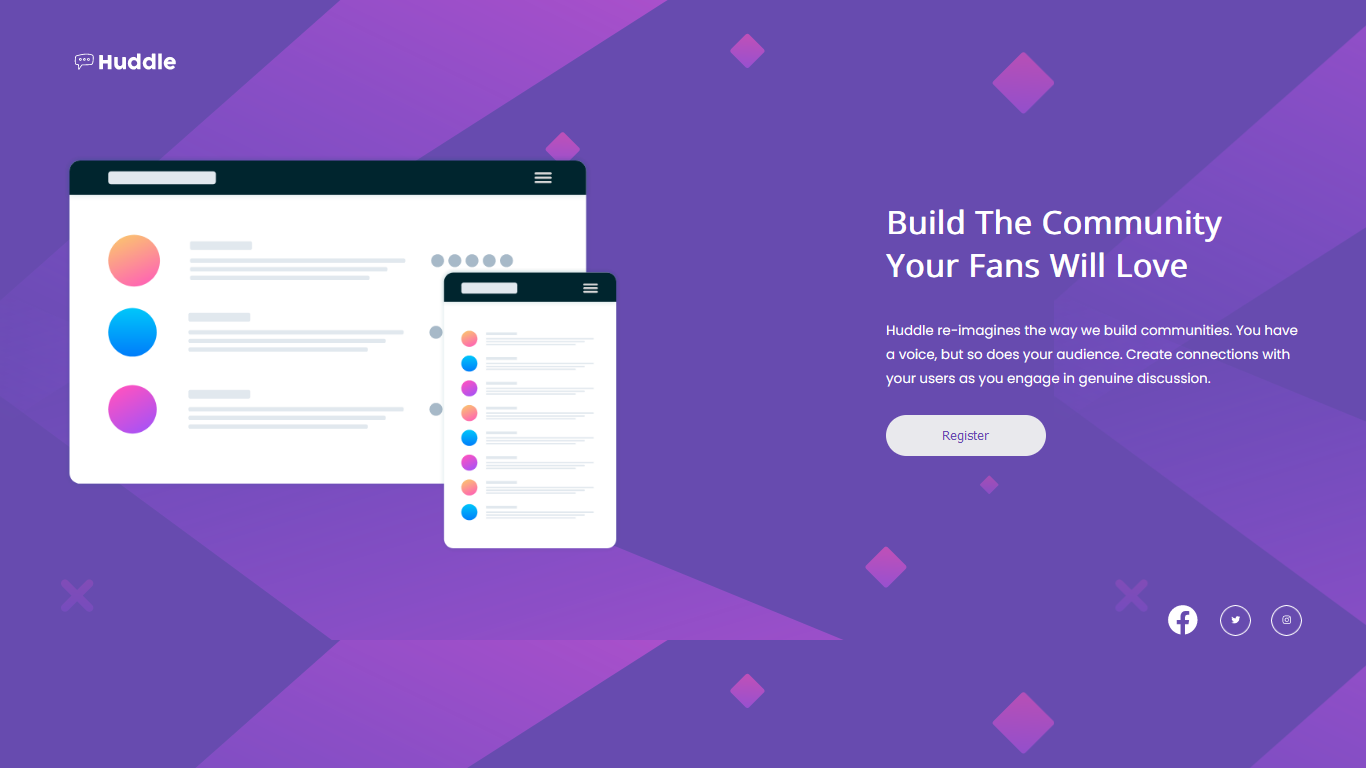 Huddle
Build The Community
Your Fans Will Love
Huddle re-imagines the way we build communities. You have
a voice, but so does your audience. Create connections with
your users as you engage in genuine discussion.
Register